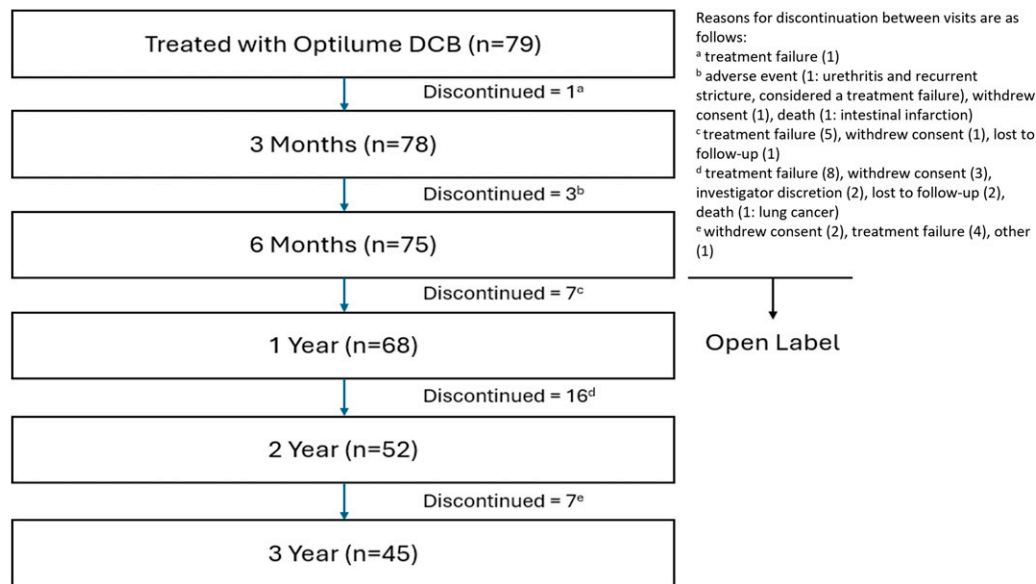 Treated with Optilume DCB (n=79)
Discontinued = 1ᵃ
3 Months (n=78)
Discontinued = 3ᵇ
6 Months (n=75)
Discontinued = 7ᶜ
1 Year (n=68)
Discontinued = 16ᵈ
2 Year (n=52)
Discontinued = 7ᵉ
3 Year (n=45)
Reasons for discontinuation between visits are as
follows:
ᵃ treatment failure (1)
ᵇ adverse event (1: urethritis and recurrent
stricture, considered a treatment failure), withdrew
consent (1), death (1: intestinal infarction)
ᶜ treatment failure (5), withdrew consent (1), lost to
follow-up (1)
ᵈ treatment failure (8), withdrew consent (3),
investigator discretion (2), lost to follow-up (2),
death (1: lung cancer)
ᵉ withdrew consent (2), treatment failure (4), other
(1)
Open Label